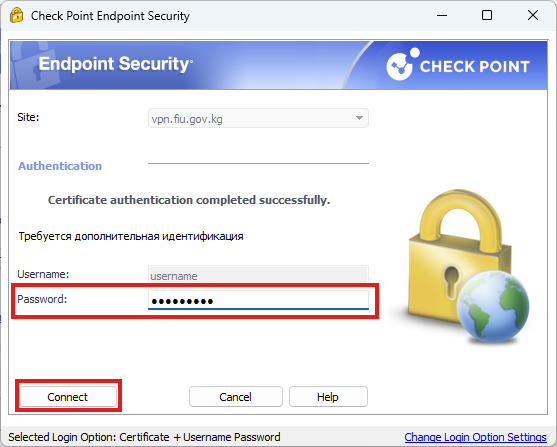 Check Point Endpoint Security
Endpoint Security
CHECK POINT
Site:
vpn.fiu.gov.kg
Authentication
Certificate authentication completed successfully.
Требуется дополнительная идентификация
Username:
username
Password:
●●●●●●●●●
Connect
Cancel
Help
Selected Login Option: Certificate + Username Password
Change Login Option Settings